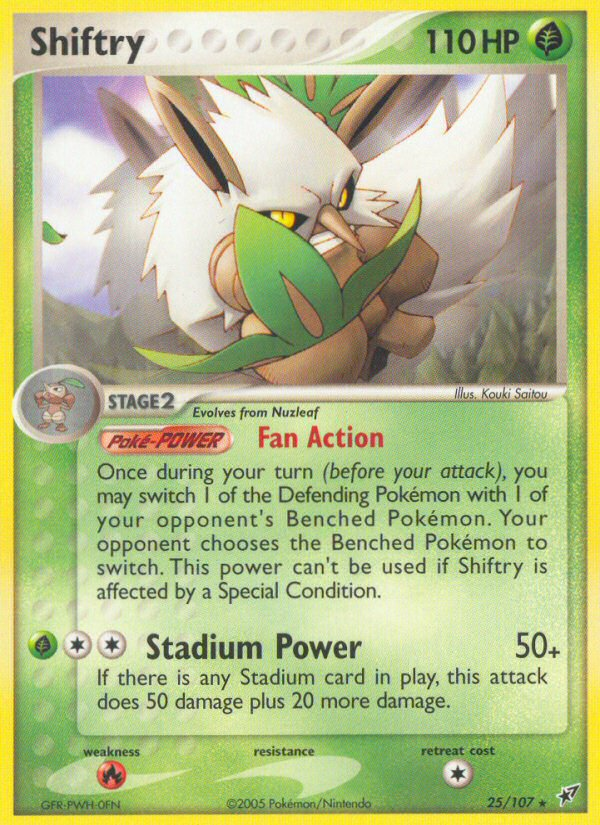 Shiftry 110 HP
Illus. Kouki Saitou
STAGE 2
Evolves from Nuzleaf
Poké-POWER Fan Action
Once during your turn (before your attack), you
may switch 1 of the Defending Pokémon with 1 of
your opponent's Benched Pokémon. Your
opponent chooses the Benched Pokémon to
switch. This power can't be used if Shiftry is
affected by a Special Condition.
Stadium Power 50+
If there is any Stadium card in play, this attack
does 50 damage plus 20 more damage.
weakness resistance retreat cost
GFR-PWH-0FN ©2005 Pokémon/Nintendo 25/107 ★